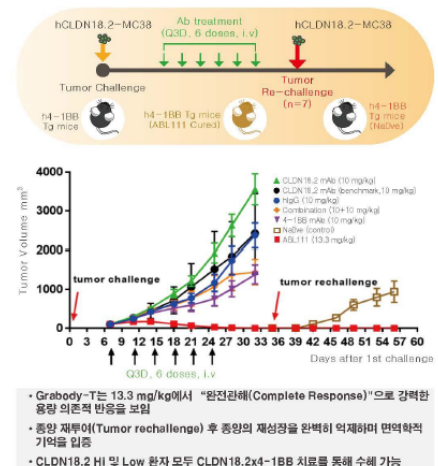 hCLDN18.2-MC38
Ab treatment
(Q3D, 6 doses, i.v)
hCLDN18.2-MC38
Tumor Challenge
Tumor
Re-challenge
(n=7)
h4-1BB
Tg mice
h4-1BB Tg mice
(ABL111 Cured)
h4-1BB
Tg mice
(NaDve)
Tumor Volume mm3
4000
3000
2000
1000
0
CLDN18.2 mAb (10 mg/kg)
CLDN18.2 mAb (benchmark,10 mg/kg)
HIgG (10 mg/kg)
Combination (10+10 mg/kg)
4-1BB mAb (10 mg/kg)
NaBve (control)
ABL111 (13.3 mg/kg)
tumor challenge
tumor rechallenge
0 3 6 9 12 15 18 21 24 27 30 33 36 39 42 45 48 51 54 57 60
Q3D, 6 doses, i.v
Days after 1st challenge
• Grabody-T는 13.3 mg/kg에서 "완전관해(Complete Response)"으로 강력한
용량 의존적 반응을 보임
• 종양 재투여(Tumor rechallenge) 후 종양의 재성장을 완벽히 억제하며 면역학적
기억을 입증
• CLDN18.2 Hi 및 Low 환자 모두 CLDN18.2x4-1BB 치료를 통해 수혜 가능